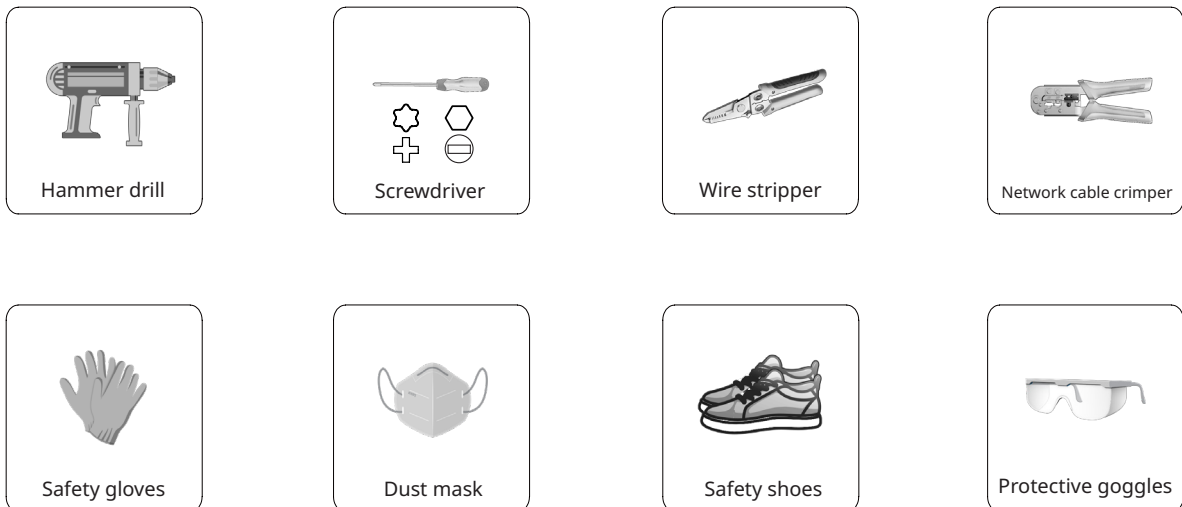 Hammer drill
Screwdriver
Wire stripper
Network cable crimper
Safety gloves
Dust mask
Safety shoes
Protective goggles